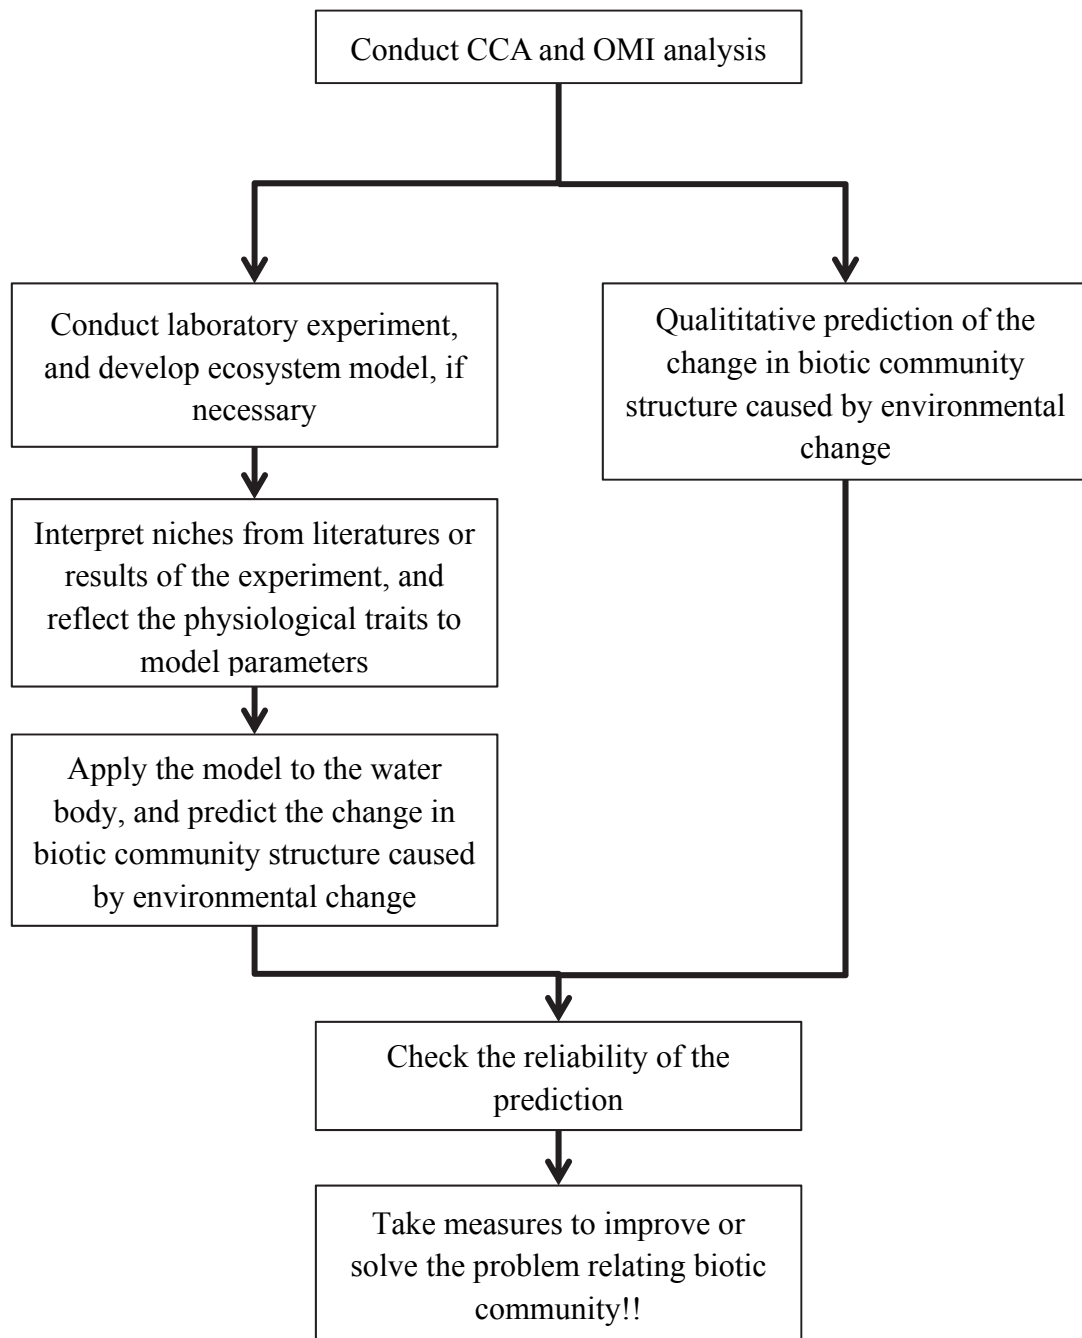 Conduct CCA and OMI analysis
Conduct laboratory experiment,
and develop ecosystem model, if
necessary
Qualititative prediction of the
change in biotic community
structure caused by environmental
change
Interpret niches from literatures or
results of the experiment, and
reflect the physiological traits to
model parameters
Apply the model to the water
body, and predict the change in
biotic community structure caused
by environmental change
Check the reliability of the
prediction
Take measures to improve or
solve the problem relating biotic
community!!